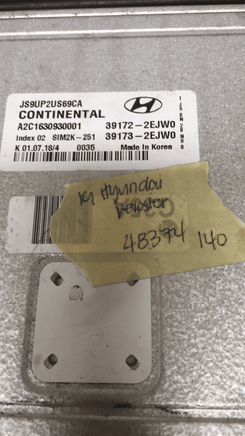 JS9UP2US69CA
CONTINENTAL
A2C1630930001 39172-2EJW0
Index 02 SIM2K-251 39173-2EJW0
K 01.07.18/4 0035 Made In Korea
19 Hyundai
Veloster
48374 140